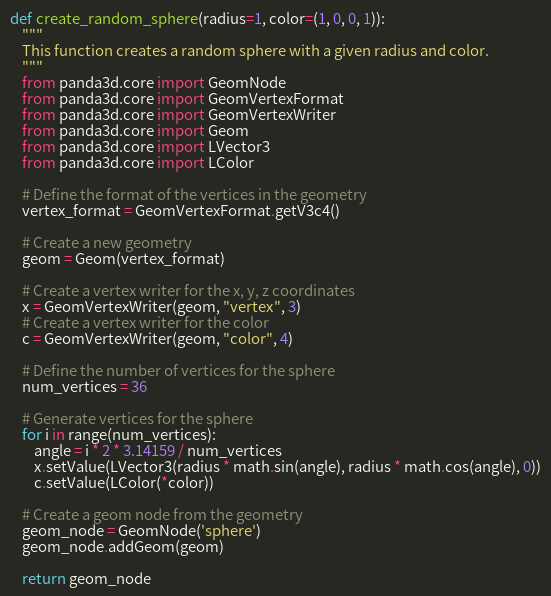 def create_random_sphere(radius=1, color=(1, 0, 0, 1)):
"""
This function creates a random sphere with a given radius and color.
"""
from panda3d.core import GeomNode
from panda3d.core import GeomVertexFormat
from panda3d.core import GeomVertexWriter
from panda3d.core import Geom
from panda3d.core import LVector3
from panda3d.core import LColor
# Define the format of the vertices in the geometry
vertex_format = GeomVertexFormat.getV3c4()
# Create a new geometry
geom = Geom(vertex_format)
# Create a vertex writer for the x, y, z coordinates
x = GeomVertexWriter(geom, "vertex", 3)
# Create a vertex writer for the color
c = GeomVertexWriter(geom, "color", 4)
# Define the number of vertices for the sphere
num_vertices = 36
# Generate vertices for the sphere
for i in range(num_vertices):
angle = i * 2 * 3.14159 / num_vertices
x.setValue(LVector3(radius * math.sin(angle), radius * math.cos(angle), 0))
c.setValue(LColor(*color))
# Create a geom node from the geometry
geom_node = GeomNode('sphere')
geom_node.addGeom(geom)
return geom_node